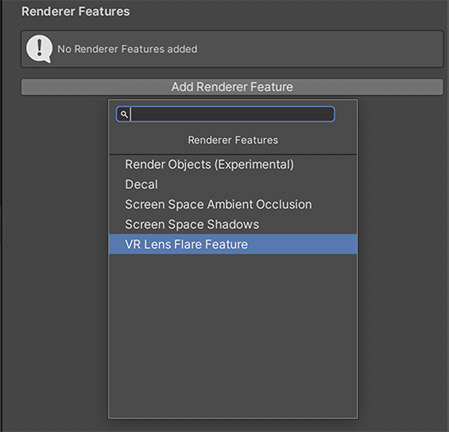 Renderer Features
No Renderer Features added
Add Renderer Feature
Renderer Features
Render Objects (Experimental)
Decal
Screen Space Ambient Occlusion
Screen Space Shadows
VR Lens Flare Feature